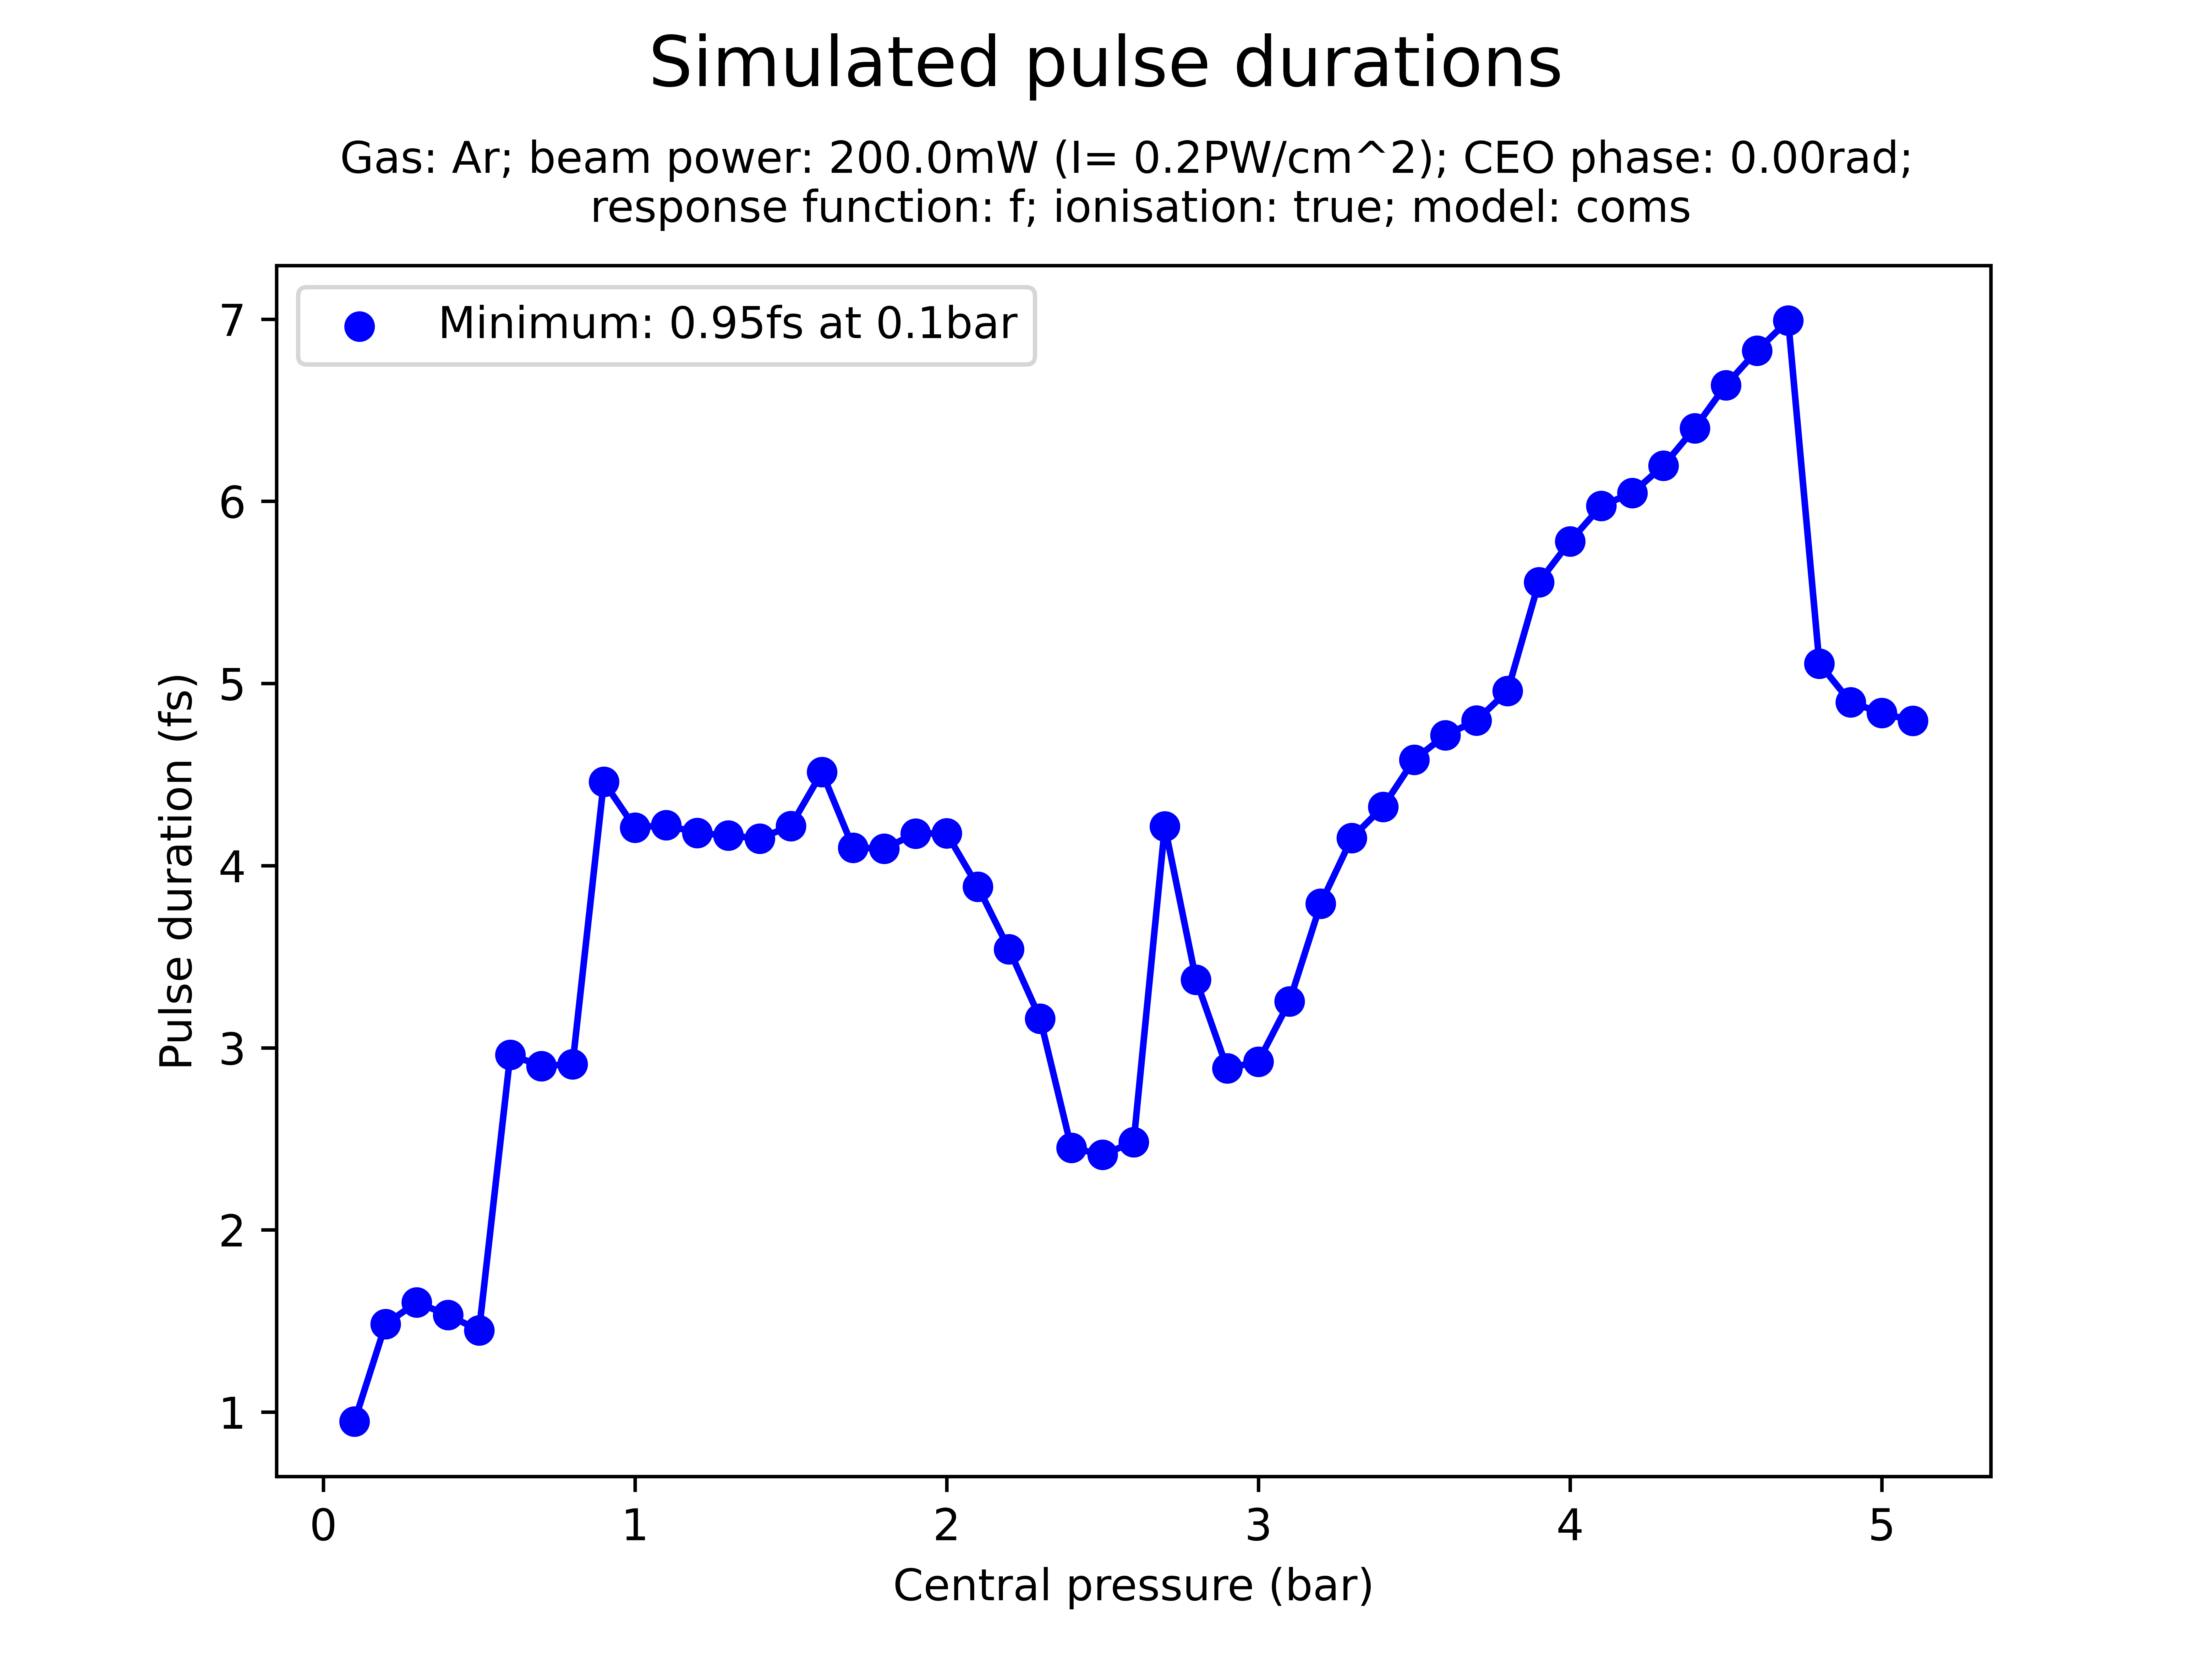 Simulated pulse durations
Gas: Ar; beam power: 200.0mW (I= 0.2PW/cm^2); CEO phase: 0.00rad;
response function: f; ionisation: true; model: coms
Minimum: 0.95fs at 0.1bar
7
6
5
4
3
2
1
Pulse duration (fs)
0 1 2 3 4 5
Central pressure (bar)